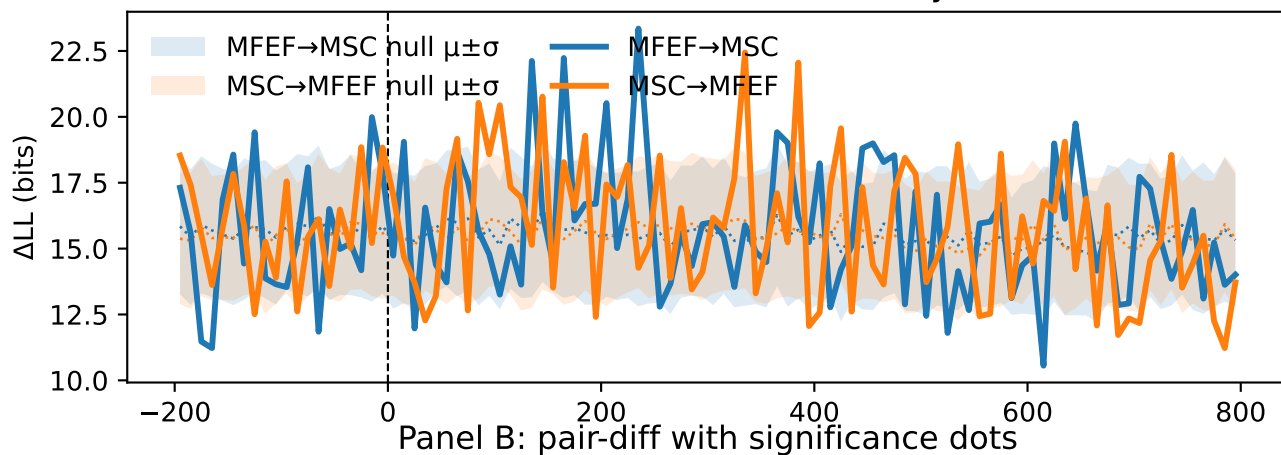 MFEF→MSC null μ±σ
MSC→MFEF null μ±σ
MFEF→MSC
MSC→MFEF
ΔLL (bits)
22.5
20.0
17.5
15.0
12.5
10.0
−200 0 200 400 600 800
Panel B: pair-diff with significance dots